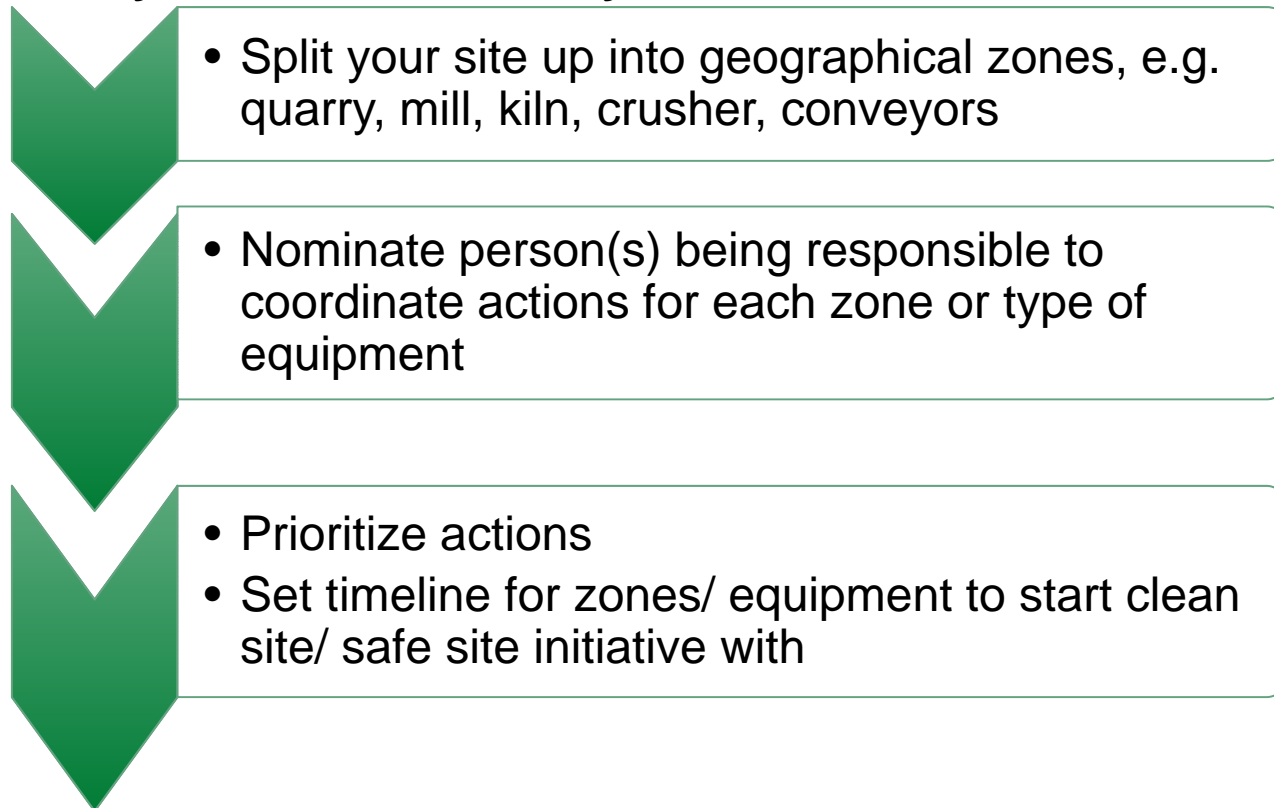 • Split your site up into geographical zones, e.g.
quarry, mill, kiln, crusher, conveyors
• Nominate person(s) being responsible to
coordinate actions for each zone or type of
equipment
• Prioritize actions
• Set timeline for zones/ equipment to start clean
site/ safe site initiative with